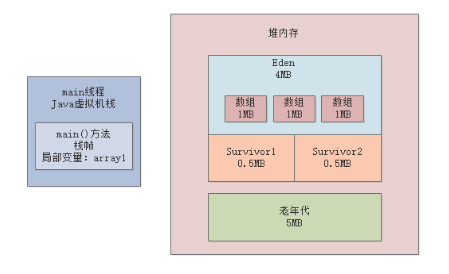 堆内存
Eden
4MB
数组
1MB
数组
1MB
数组
1MB
Survivor1
0.5MB
Survivor2
0.5MB
老年代
5MB
main线程
Java虚拟机栈
main()方法
栈帧
局部变量: array1